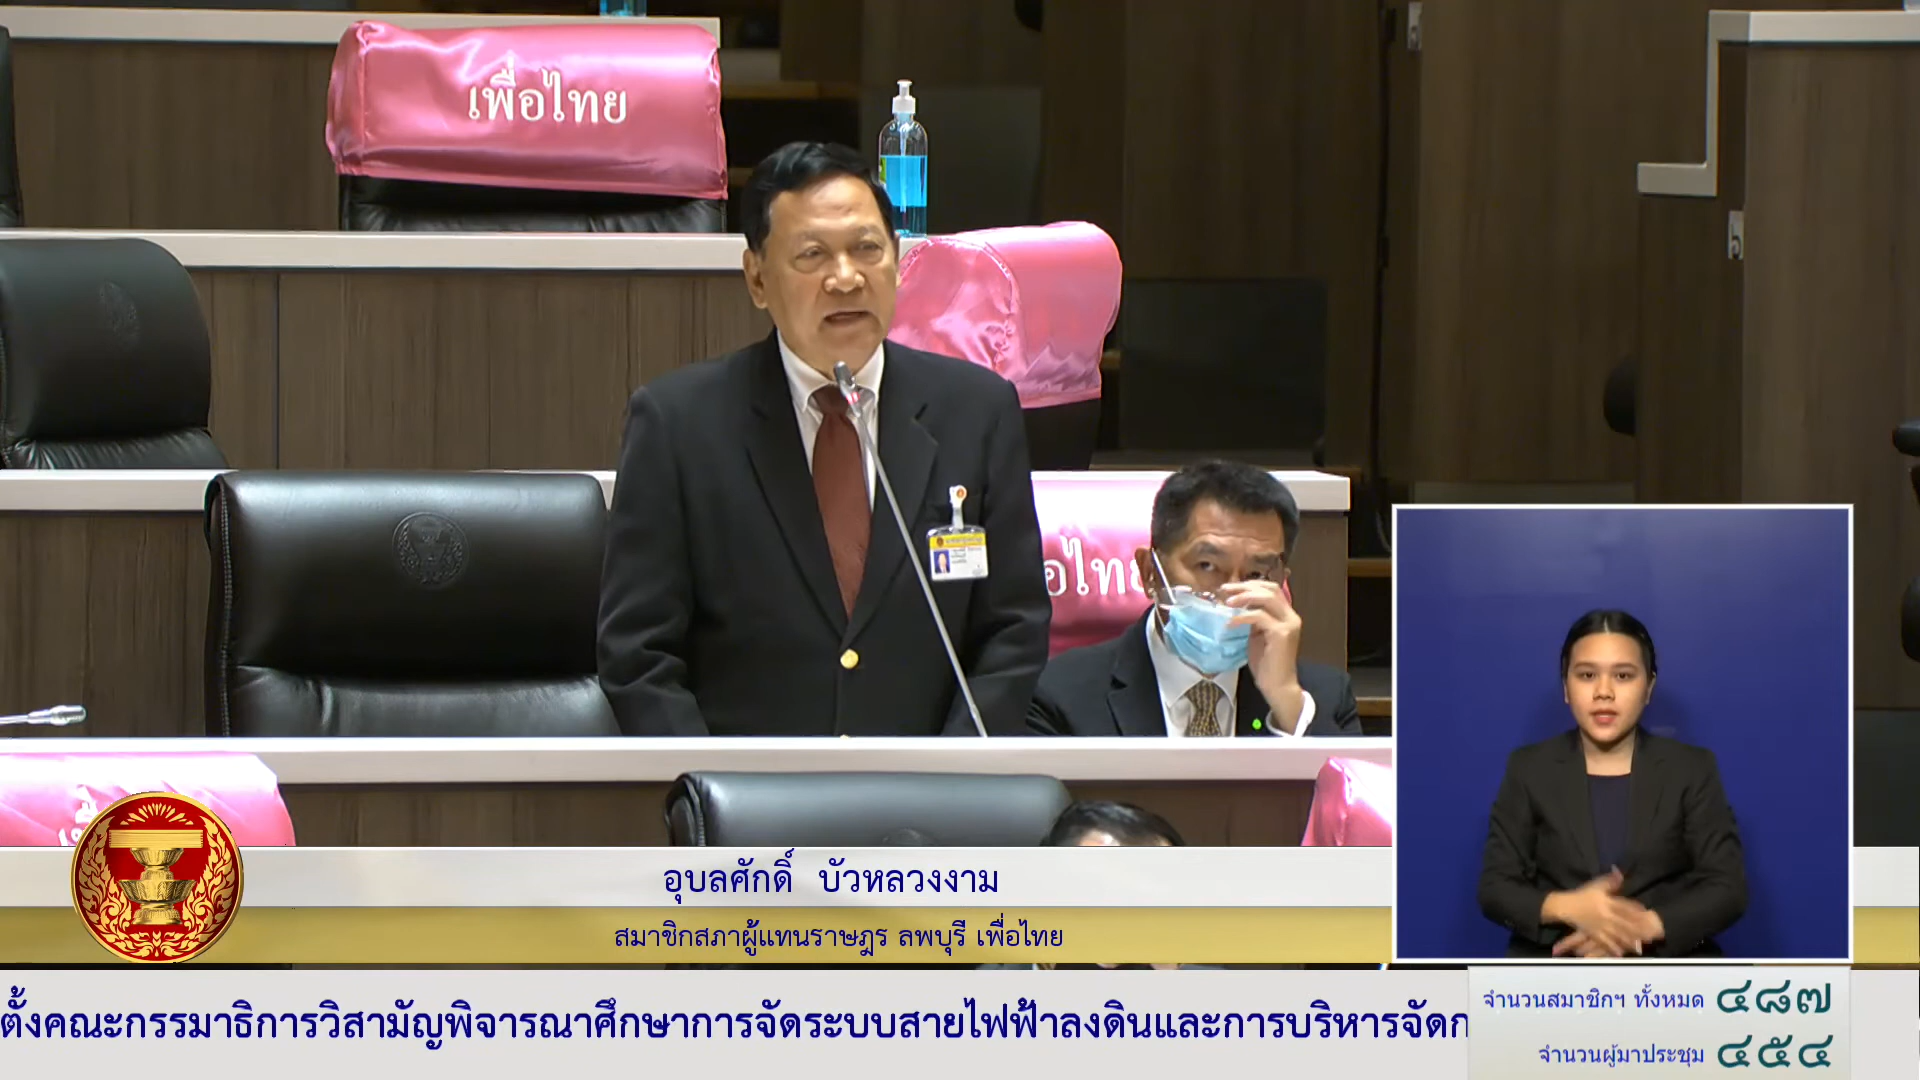 เพื่อไทย
อไทย
อุบลศักดิ์ บัวหลวงงาม
สมาชิกสภาผู้แทนราษฎร ลพบุรี เพื่อไทย
ตั้งคณะกรรมาธิการวิสามัญพิจารณาศึกษาการจัดระบบสายไฟฟ้าลงดินและการบริหารจัดก
จำนวนสมาชิกฯ ทั้งหมด ๔๘๗
จำนวนผู้มาประชุม ๔๕๔